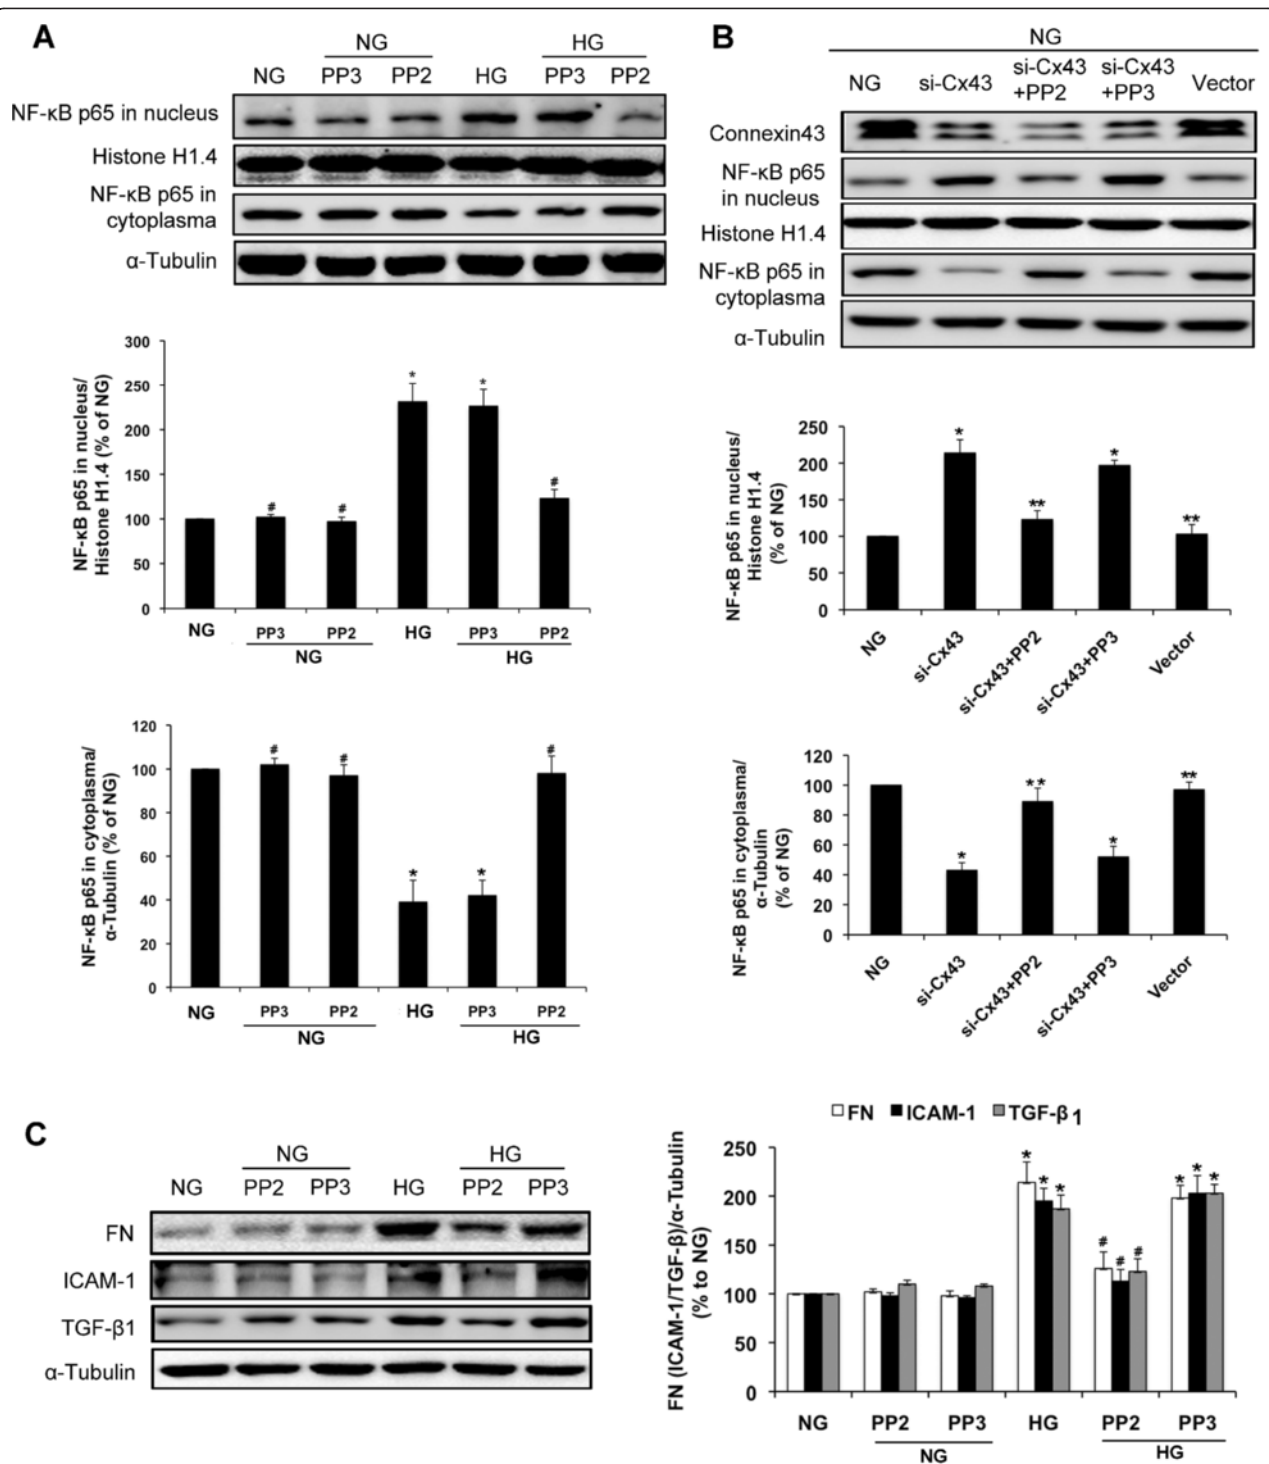 A
NG
HG
NG
PP3
PP2
HG
PP3
PP2
NF-κB p65 in nucleus
Histone H1.4
NF-κB p65 in
cytoplasma
α-Tubulin
NF-κB p65 in nucleus/
Histone H1.4 (% of NG)
300
250
200
150
100
50
0
#
#
*
*
#
NG
PP3
PP2
HG
PP3
PP2
NG
HG
NF-κB p65 in cytoplasma/
α-Tubulin (% of NG)
120
100
80
60
40
20
0
#
#
*
*
#
NG
PP3
PP2
HG
PP3
PP2
NG
HG
B
NG
NG
si-Cx43
si-Cx43
+PP2
si-Cx43
+PP3
Vector
Connexin43
NF-κB p65
in nucleus
Histone H1.4
NF-κB p65 in
cytoplasma
α-Tubulin
NF-κB p65 in nucleus/
Histone H1.4
(% of NG)
250
200
150
100
50
0
*
**
*
**
NG
si-Cx43
si-Cx43+PP2
si-Cx43+PP3
Vector
NF-κB p65 in cytoplasma/
α-Tubulin
(% of NG)
120
100
80
60
40
20
0
*
**
*
**
NG
si-Cx43
si-Cx43+PP2
si-Cx43+PP3
Vector
C
NG
HG
NG
PP2
PP3
HG
PP2
PP3
FN
ICAM-1
TGF-β1
α-Tubulin
FN
ICAM-1
TGF-β1
FN (ICAM-1/TGF-β)/α-Tubulin
(% to NG)
250
200
150
100
50
0
*
*
*
#
#
#
*
*
*
NG
PP2
PP3
HG
PP2
PP3
NG
HG